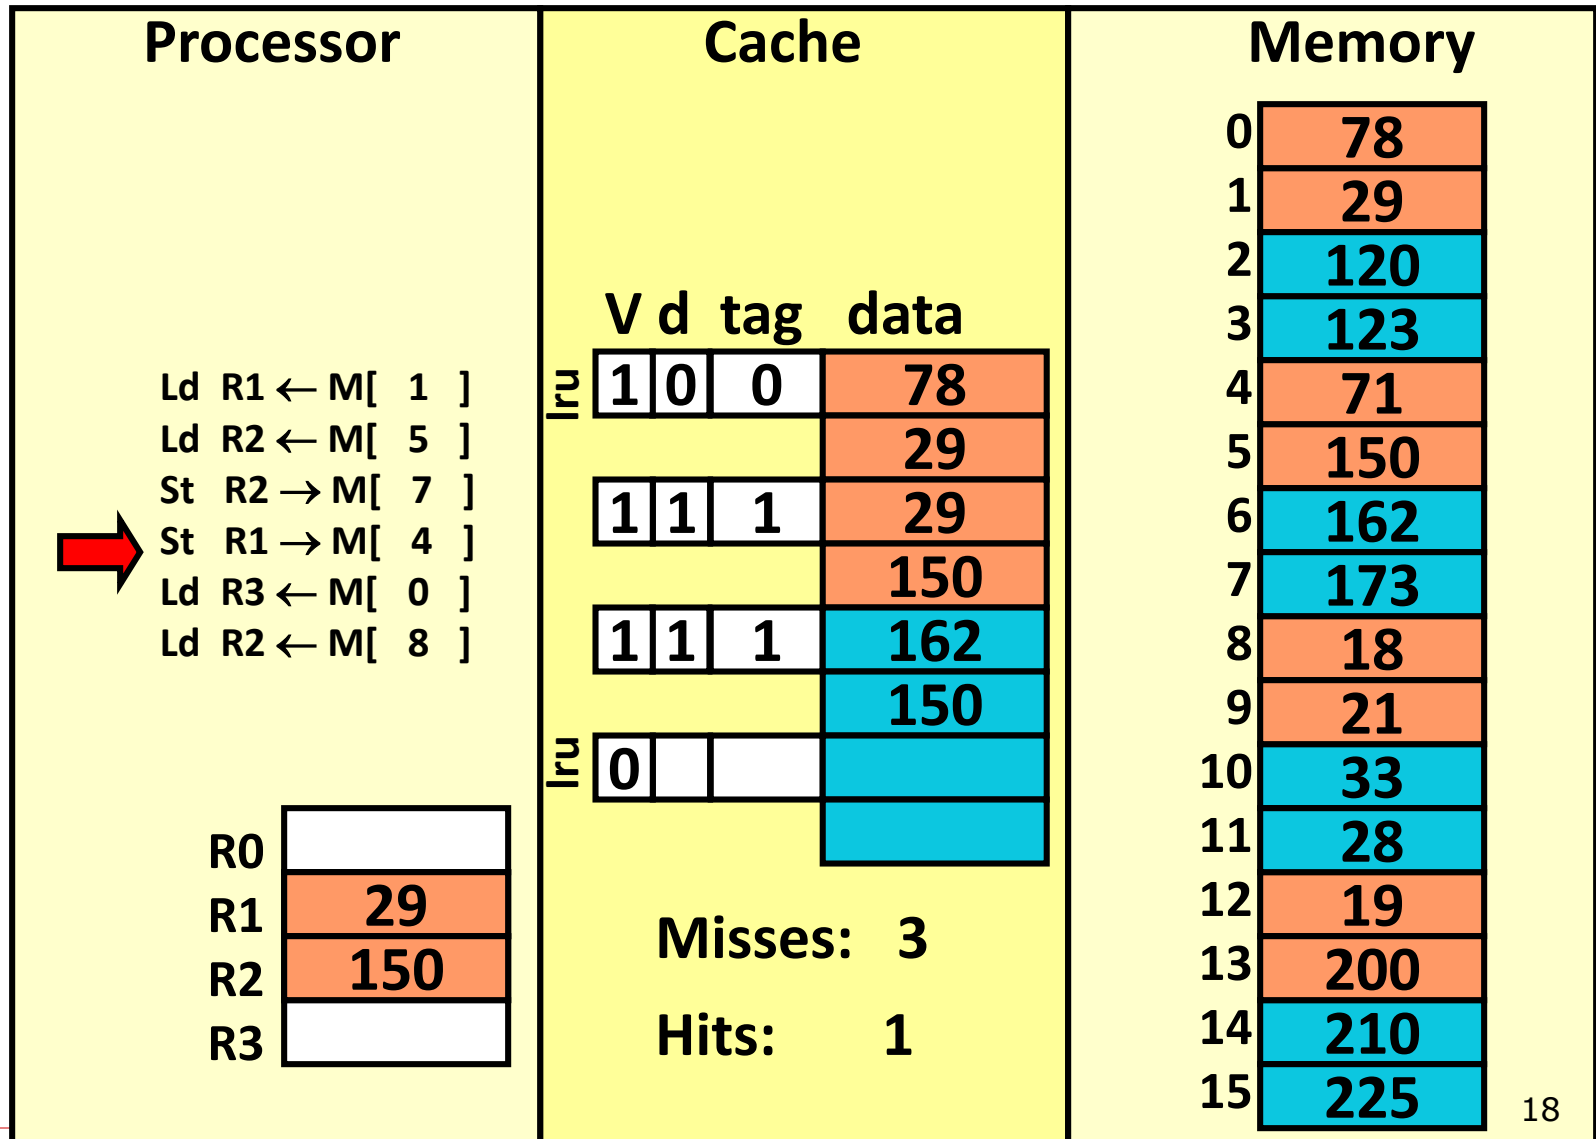 Processor
Ld R1 ← M[ 1 ]
Ld R2 ← M[ 5 ]
St R2 → M[ 7 ]
St R1 → M[ 4 ]
Ld R3 ← M[ 0 ]
Ld R2 ← M[ 8 ]
R0
R1 29
R2 150
R3
Cache
V d tag data
lru 1 0 0 78
29
1 1 1 29
150
1 1 1 162
150
lru 0
Misses: 3
Hits: 1
Memory
0 78
1 29
2 120
3 123
4 71
5 150
6 162
7 173
8 18
9 21
10 33
11 28
12 19
13 200
14 210
15 225
18